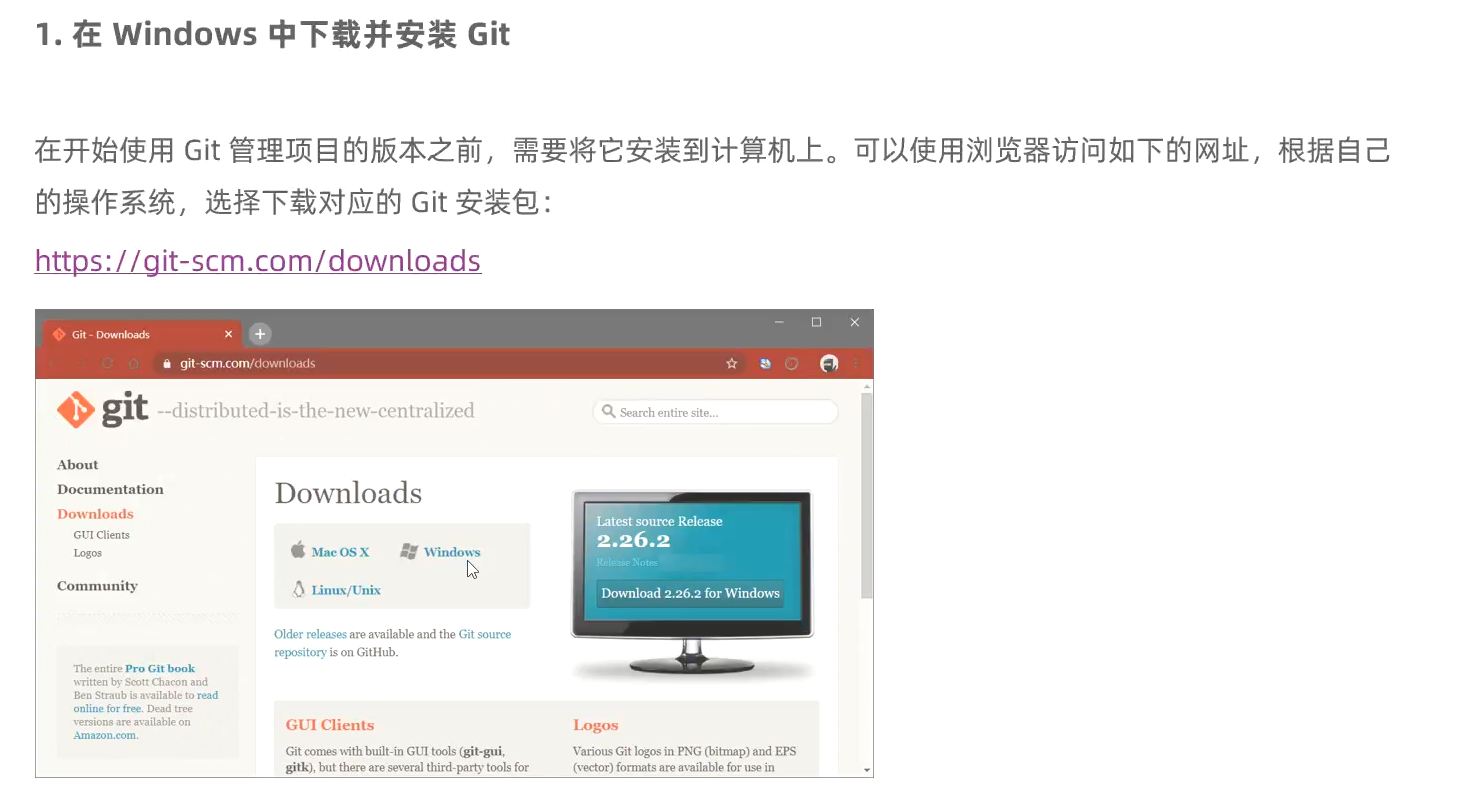 1. 在 Windows 中下载并安装 Git
在开始使用 Git 管理项目的版本之前，需要将它安装到计算机上。可以使用浏览器访问如下的网址，根据自己
的操作系统，选择下载对应的 Git 安装包：
https://git-scm.com/downloads
Git - Downloads
git-scm.com/downloads
git --distributed-is-the-new-centralized
Search entire site...
About
Documentation
Downloads
GUI Clients
Logos
Community
The entire Pro Git book
written by Scott Chacon and
Ben Straub is available to read
online for free. Dead tree
versions are available on
Amazon.com.
Downloads
Mac OS X
Windows
Linux/Unix
Older releases are available and the Git source
repository is on GitHub.
Latest source Release
2.26.2
Release Notes
Download 2.26.2 for Windows
GUI Clients
Git comes with built-in GUI tools (git-gui,
gitk), but there are several third-party tools for
Logos
Various Git logos in PNG (bitmap) and EPS
(vector) formats are available for use in